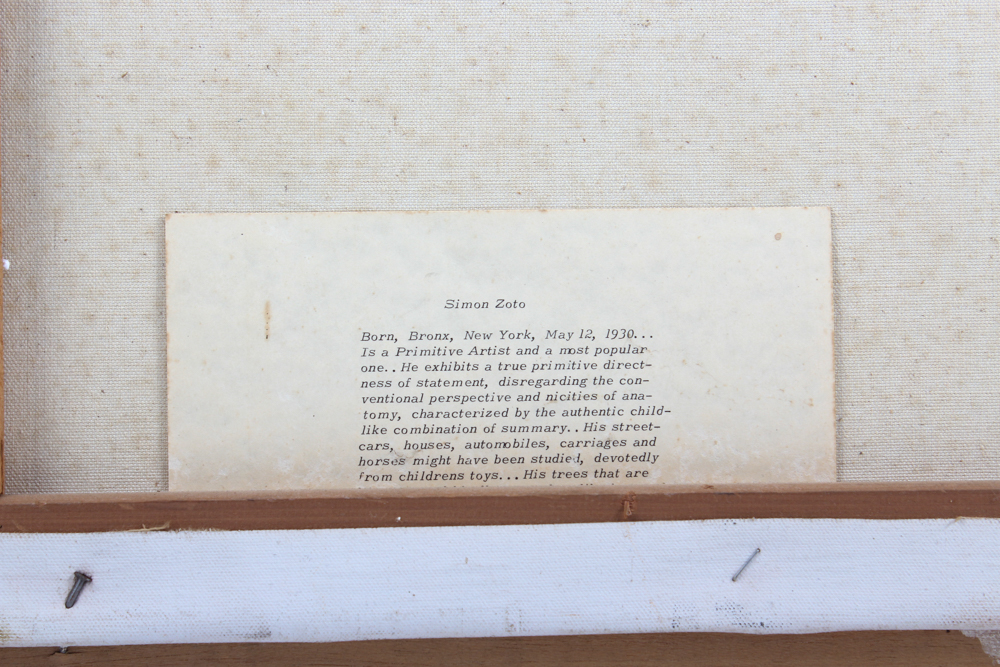 Simon Zoto
Born, Bronx, New York, May 12, 1930...
Is a Primitive Artist and a most popular
one.. He exhibits a true primitive direct-
ness of statement, disregarding the con-
ventional perspective and nicities of ana-
tomy, characterized by the authentic child-
like combination of summary.. His street-
cars, houses, automobiles, carriages and
horses might have been studied, devotedly
from childrens toys... His trees that are